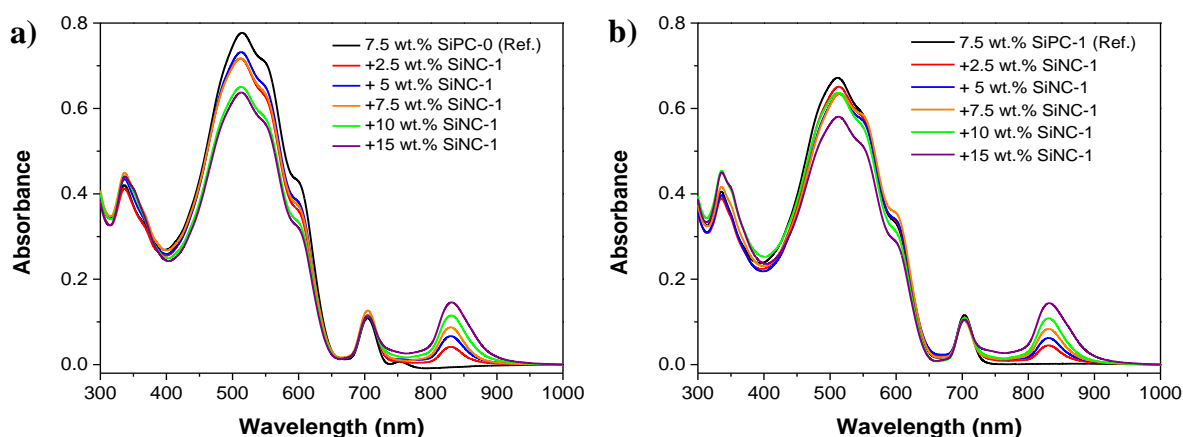 a)
7.5 wt.% SiPC-0 (Ref.)
+2.5 wt.% SiNC-1
+ 5 wt.% SiNC-1
+7.5 wt.% SiNC-1
+10 wt.% SiNC-1
+15 wt.% SiNC-1
Absorbance
0.8
0.6
0.4
0.2
0.0
300 400 500 600 700 800 900 1000
Wavelength (nm)
b)
7.5 wt.% SiPC-1 (Ref.)
+2.5 wt.% SiNC-1
+ 5 wt.% SiNC-1
+7.5 wt.% SiNC-1
+10 wt.% SiNC-1
+15 wt.% SiNC-1
Absorbance
0.8
0.6
0.4
0.2
0.0
300 400 500 600 700 800 900 1000
Wavelength (nm)